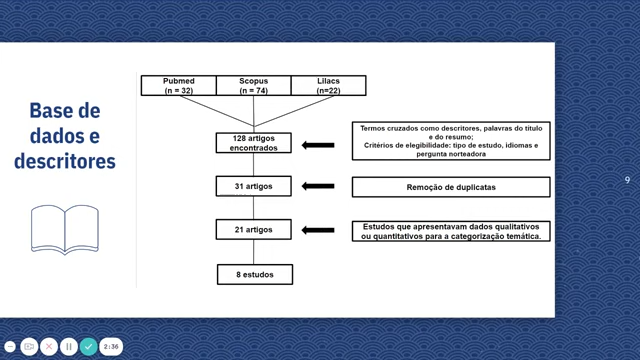 Base de
dados e
descritores
Pubmed
(n = 32)
Scopus
(n = 74)
Lilacs
(n=22)
128 artigos
encontrados
Termos cruzados como descritores, palavras do título
e do resumo;
Critérios de elegibilidade: tipo de estudo, idiomas e
pergunta norteadora
31 artigos
Remoção de duplicatas
21 artigos
Estudos que apresentavam dados qualitativos
ou quantitativos para a categorização temática.
8 estudos
9
2:36